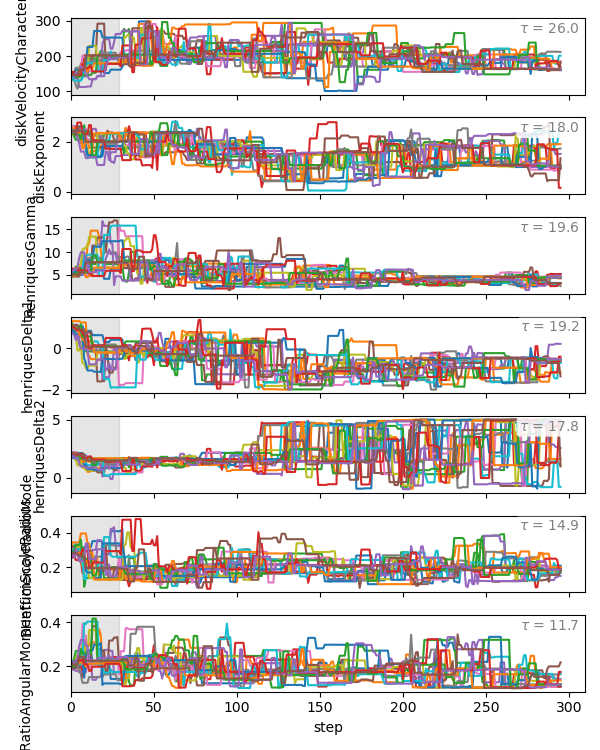 diskVelocityCharacter
300
200
100
τ = 26.0
diskExponent
2
0
τ = 18.0
henriquesGamma
15
10
5
τ = 19.6
henriquesDelta1
0
−2
τ = 19.2
henriquesDelta2
5
0
τ = 17.8
0.4
0.2
τ = 14.9
RatioAngularMomentum
0.4
0.2
τ = 11.7
0 50 100 150 200 250 300
step